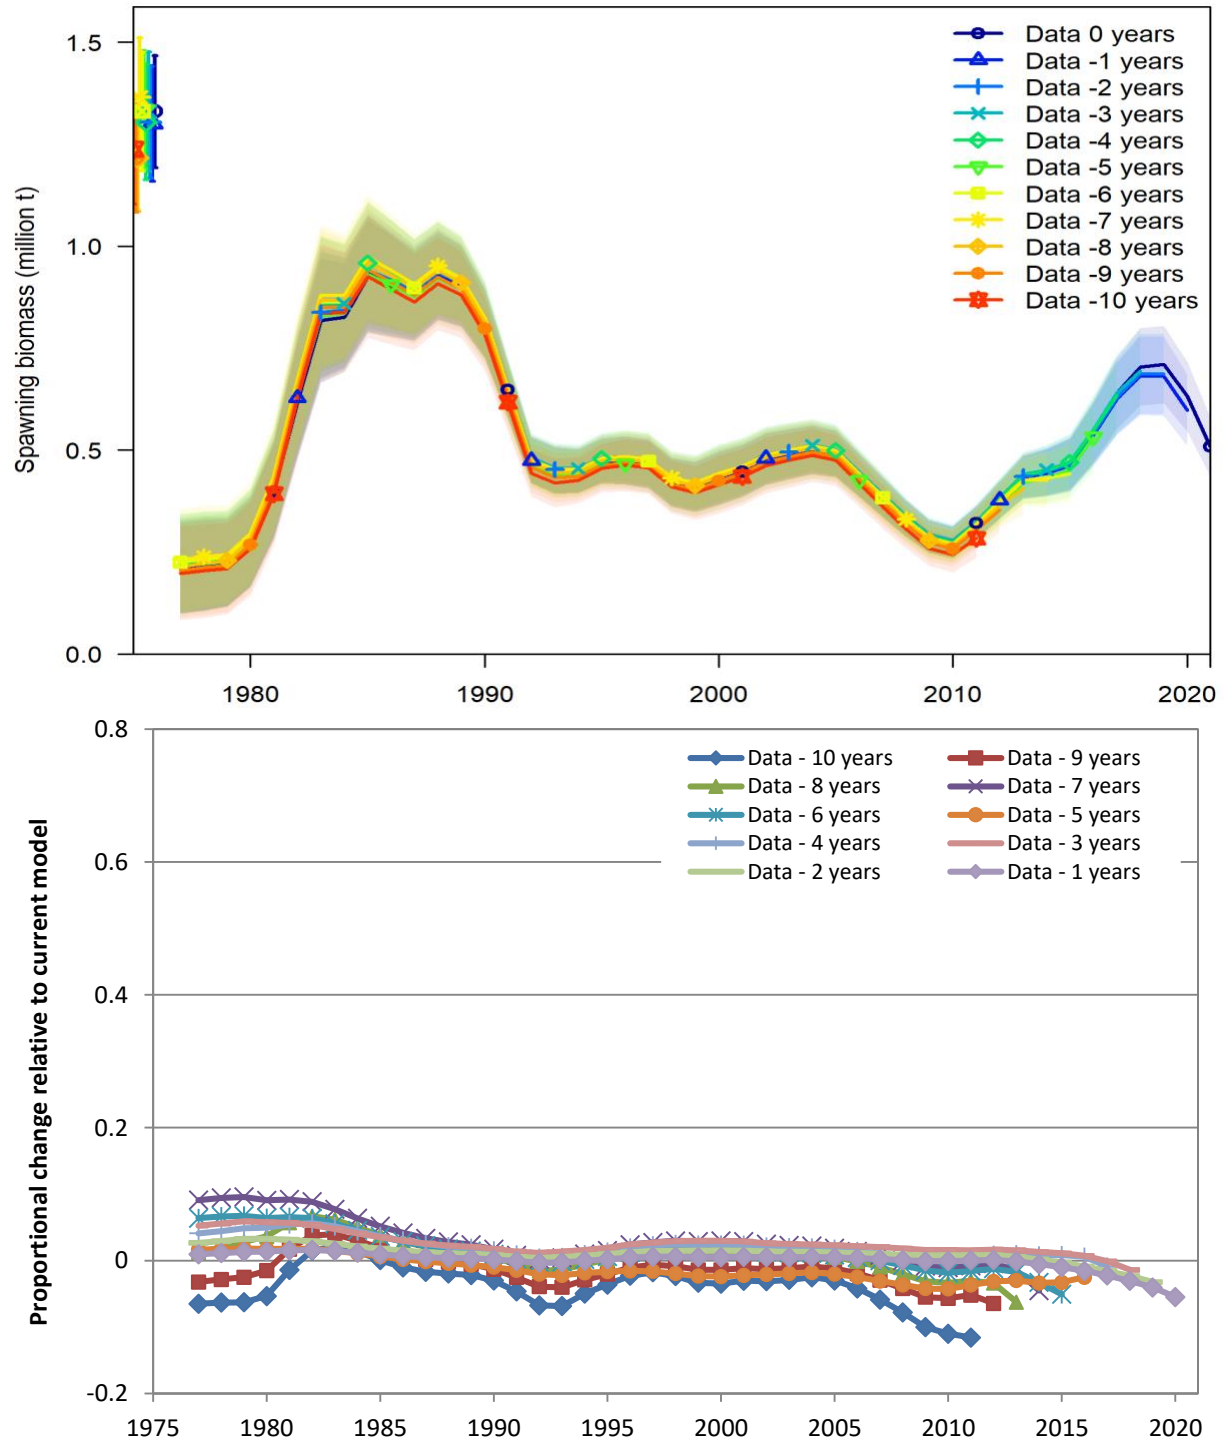 Spawning biomass (million t)
1.5
1.0
0.5
0.0
Data 0 years
Data -1 years
Data -2 years
Data -3 years
Data -4 years
Data -5 years
Data -6 years
Data -7 years
Data -8 years
Data -9 years
Data -10 years
1980 1990 2000 2010 2020
Proportional change relative to current model
0.8
0.6
0.4
0.2
0
-0.2
Data - 10 years Data - 9 years
Data - 8 years Data - 7 years
Data - 6 years Data - 5 years
Data - 4 years Data - 3 years
Data - 2 years Data - 1 years
1975 1980 1985 1990 1995 2000 2005 2010 2015 2020